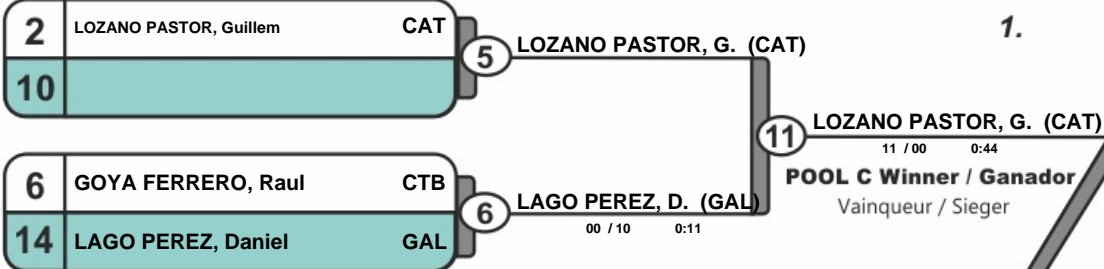 2 LOZANO PASTOR, Guillem CAT
10
5 LOZANO PASTOR, G. (CAT)
1.
11 LOZANO PASTOR, G. (CAT)
11 / 00 0:44
POOL C Winner / Ganador
Vainqueur / Sieger
6 GOYA FERRERO, Raul CTB
14 LAGO PEREZ, Daniel GAL
6 LAGO PEREZ, D. (GAL)
00 / 10 0:11